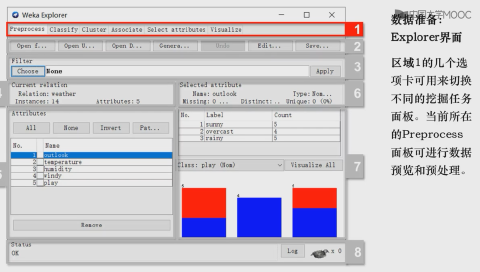 Weka Explorer
Preprocess Classify Cluster Associate Select attributes Visualize
1
Open f... Open U... Open D... Genera... Undo Edit... Save...
2
Filter
Choose None Apply
3
Current relation
Relation: weather
Instances: 14 Attributes: 5
4
Selected attribute
Name: outlook Type: Nom...
Missing: 0 ... Distinct: .. Unique: 0 (0%)
6
Attributes
All None Invert Pat...
No. Name
1 outlook
2 temperature
3 humidity
4 windy
5 play
Remove
No. Label Count
1 sunny 5
2 overcast 4
3 rainy 5
Class: play (Nom) Visualize All
7
5
4
5
Status
OK
Log x 0
8
数据准备：
Explorer界面
区域1的几个选
项卡可用来切换
不同的挖掘任务
面板。当前所在
的Preprocess
面板可进行数据
预览和预处理。